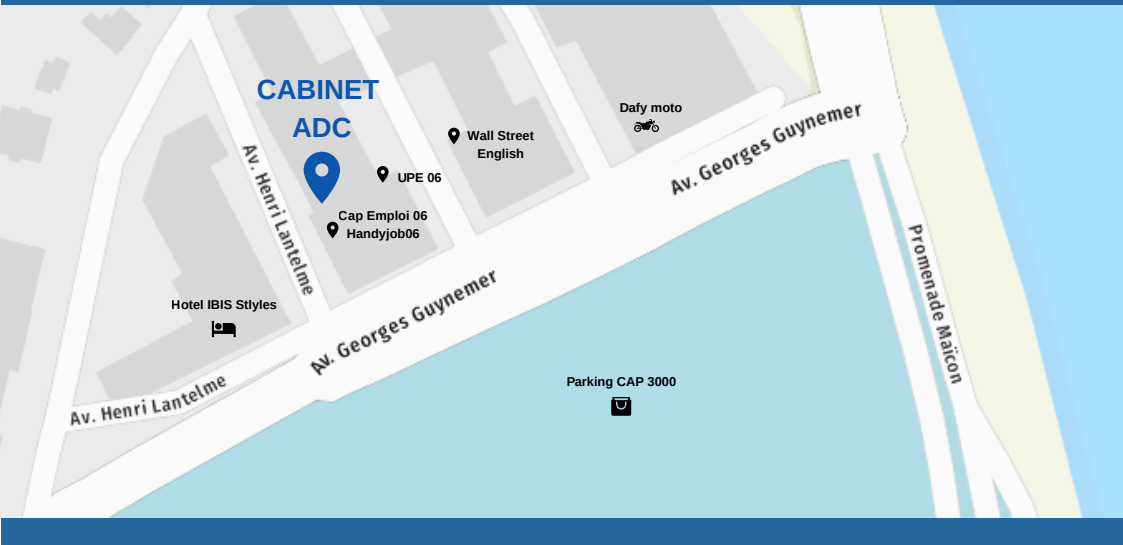 CABINET
ADC
Dafy moto
Av. Georges Guynemer
Wall Street
English
UPE 06
Av. Henri Lantelme
Cap Emploi 06
Handyjob06
Promenade Maïcon
Hotel IBIS Stlyles
Av. Georges Guynemer
Parking CAP 3000
Av. Henri Lantelme